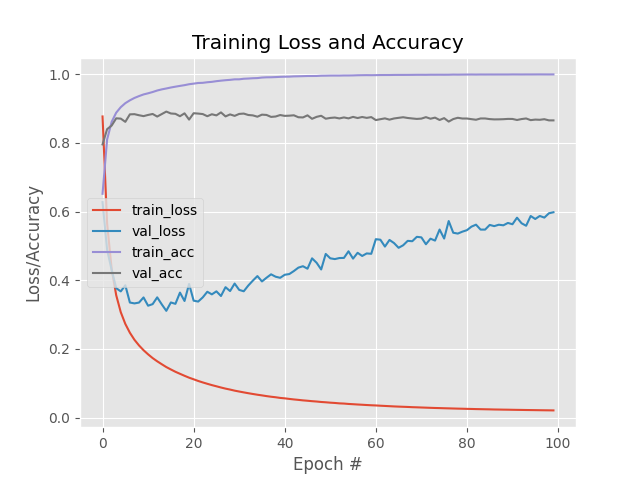 Training Loss and Accuracy
Loss/Accuracy
1.0
0.8
0.6
0.4
0.2
0.0
train_loss
val_loss
train_acc
val_acc
0 20 40 60 80 100
Epoch #